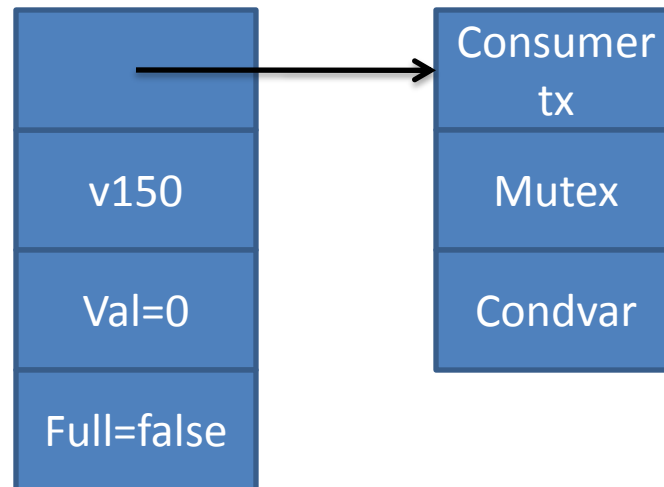 Consumer
tx
v150
Mutex
Val=0
Condvar
Full=false